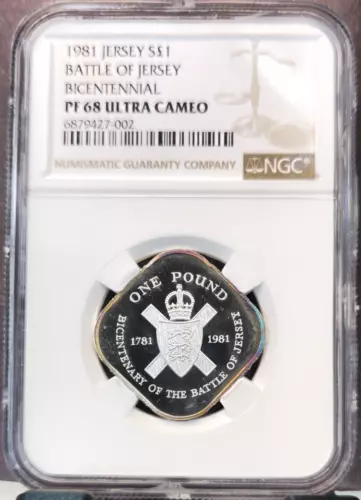 1981 JERSEY S£1
BATTLE OF JERSEY
BICENTENNIAL
PF 68 ULTRA CAMEO
6879427-002
NUMISMATIC GUARANTY COMPANY
NGC®
ONE POUND
1781
1981
BICENTENARY OF THE BATTLE OF JERSEY